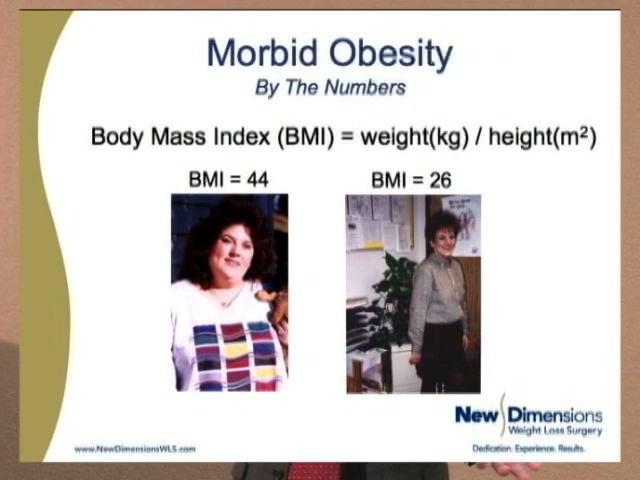 Morbid Obesity
By The Numbers
Body Mass Index (BMI) = weight(kg) / height(m²)
BMI = 44
BMI = 26
New Dimensions
Weight Loss Surgery
www.NewDimensionsWLS.com
Dedication. Experience. Results.